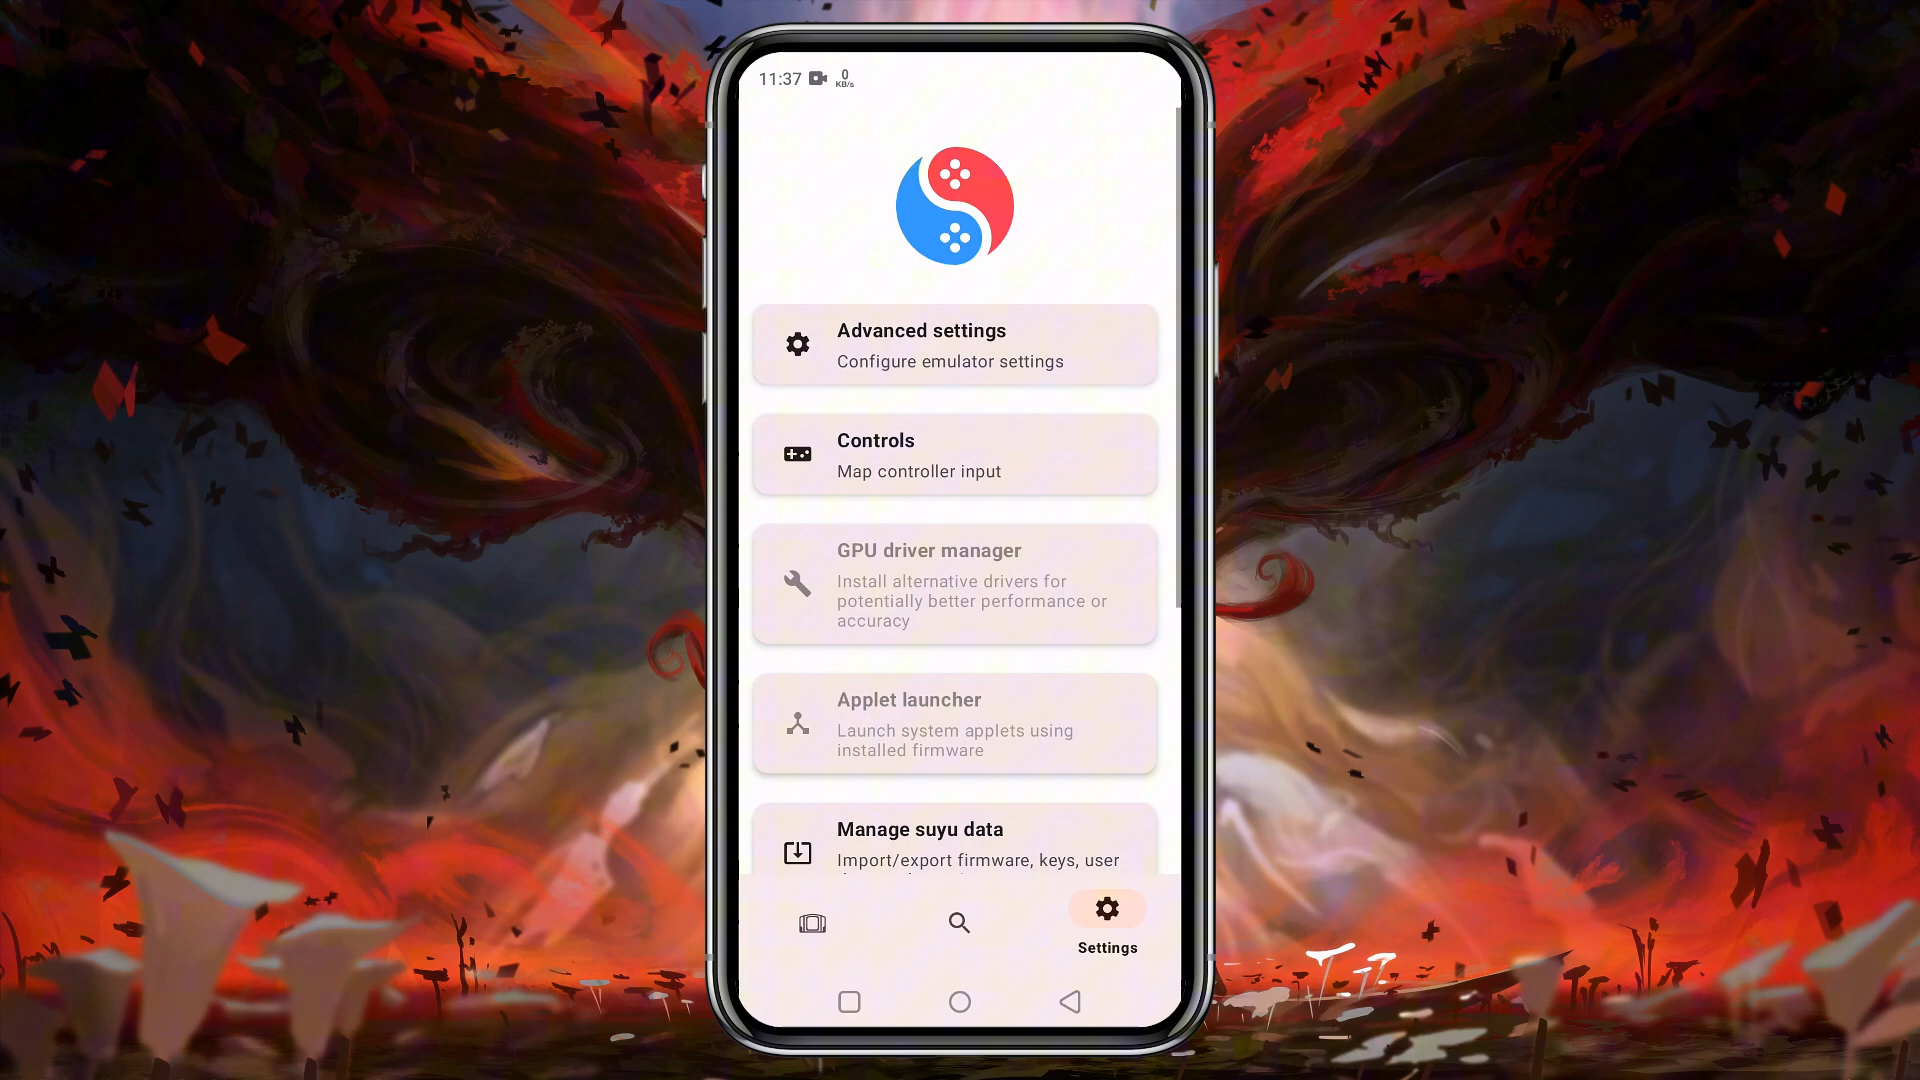 11:37
0
KB/s
Advanced settings
Configure emulator settings
Controls
Map controller input
GPU driver manager
Install alternative drivers for
potentially better performance or
accuracy
Applet launcher
Launch system applets using
installed firmware
Manage suyu data
Import/export firmware, keys, user
Settings